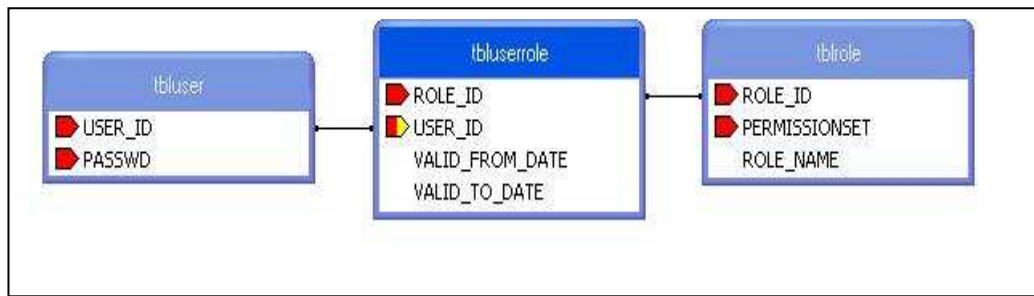 tbluser
USER_ID
PASSWD
tbluserrole
ROLE_ID
USER_ID
VALID_FROM_DATE
VALID_TO_DATE
tblrole
ROLE_ID
PERMISSIONSET
ROLE_NAME